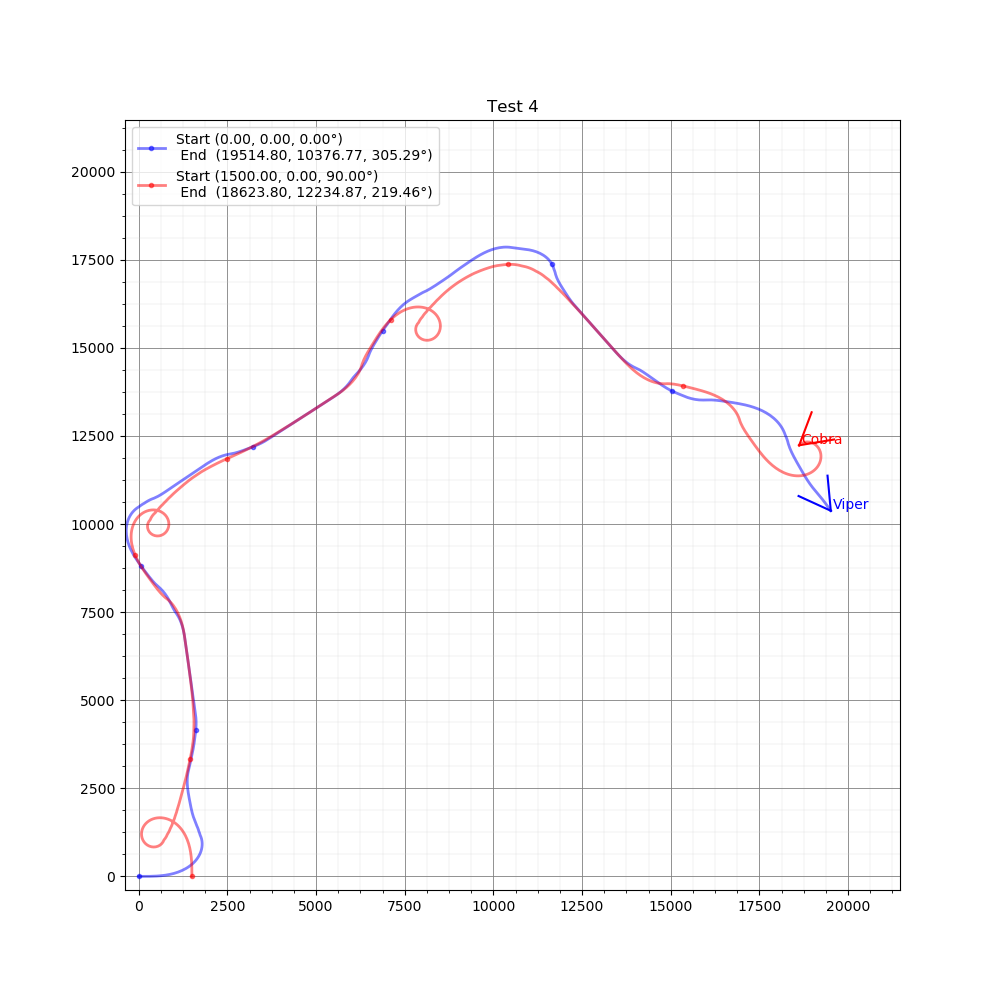 Test 4
Start (0.00, 0.00, 0.00°)
End (19514.80, 10376.77, 305.29°)
Start (1500.00, 0.00, 90.00°)
End (18623.80, 12234.87, 219.46°)
20000
17500
15000
12500
10000
7500
5000
2500
0
Cobra
Viper
0 2500 5000 7500 10000 12500 15000 17500 20000